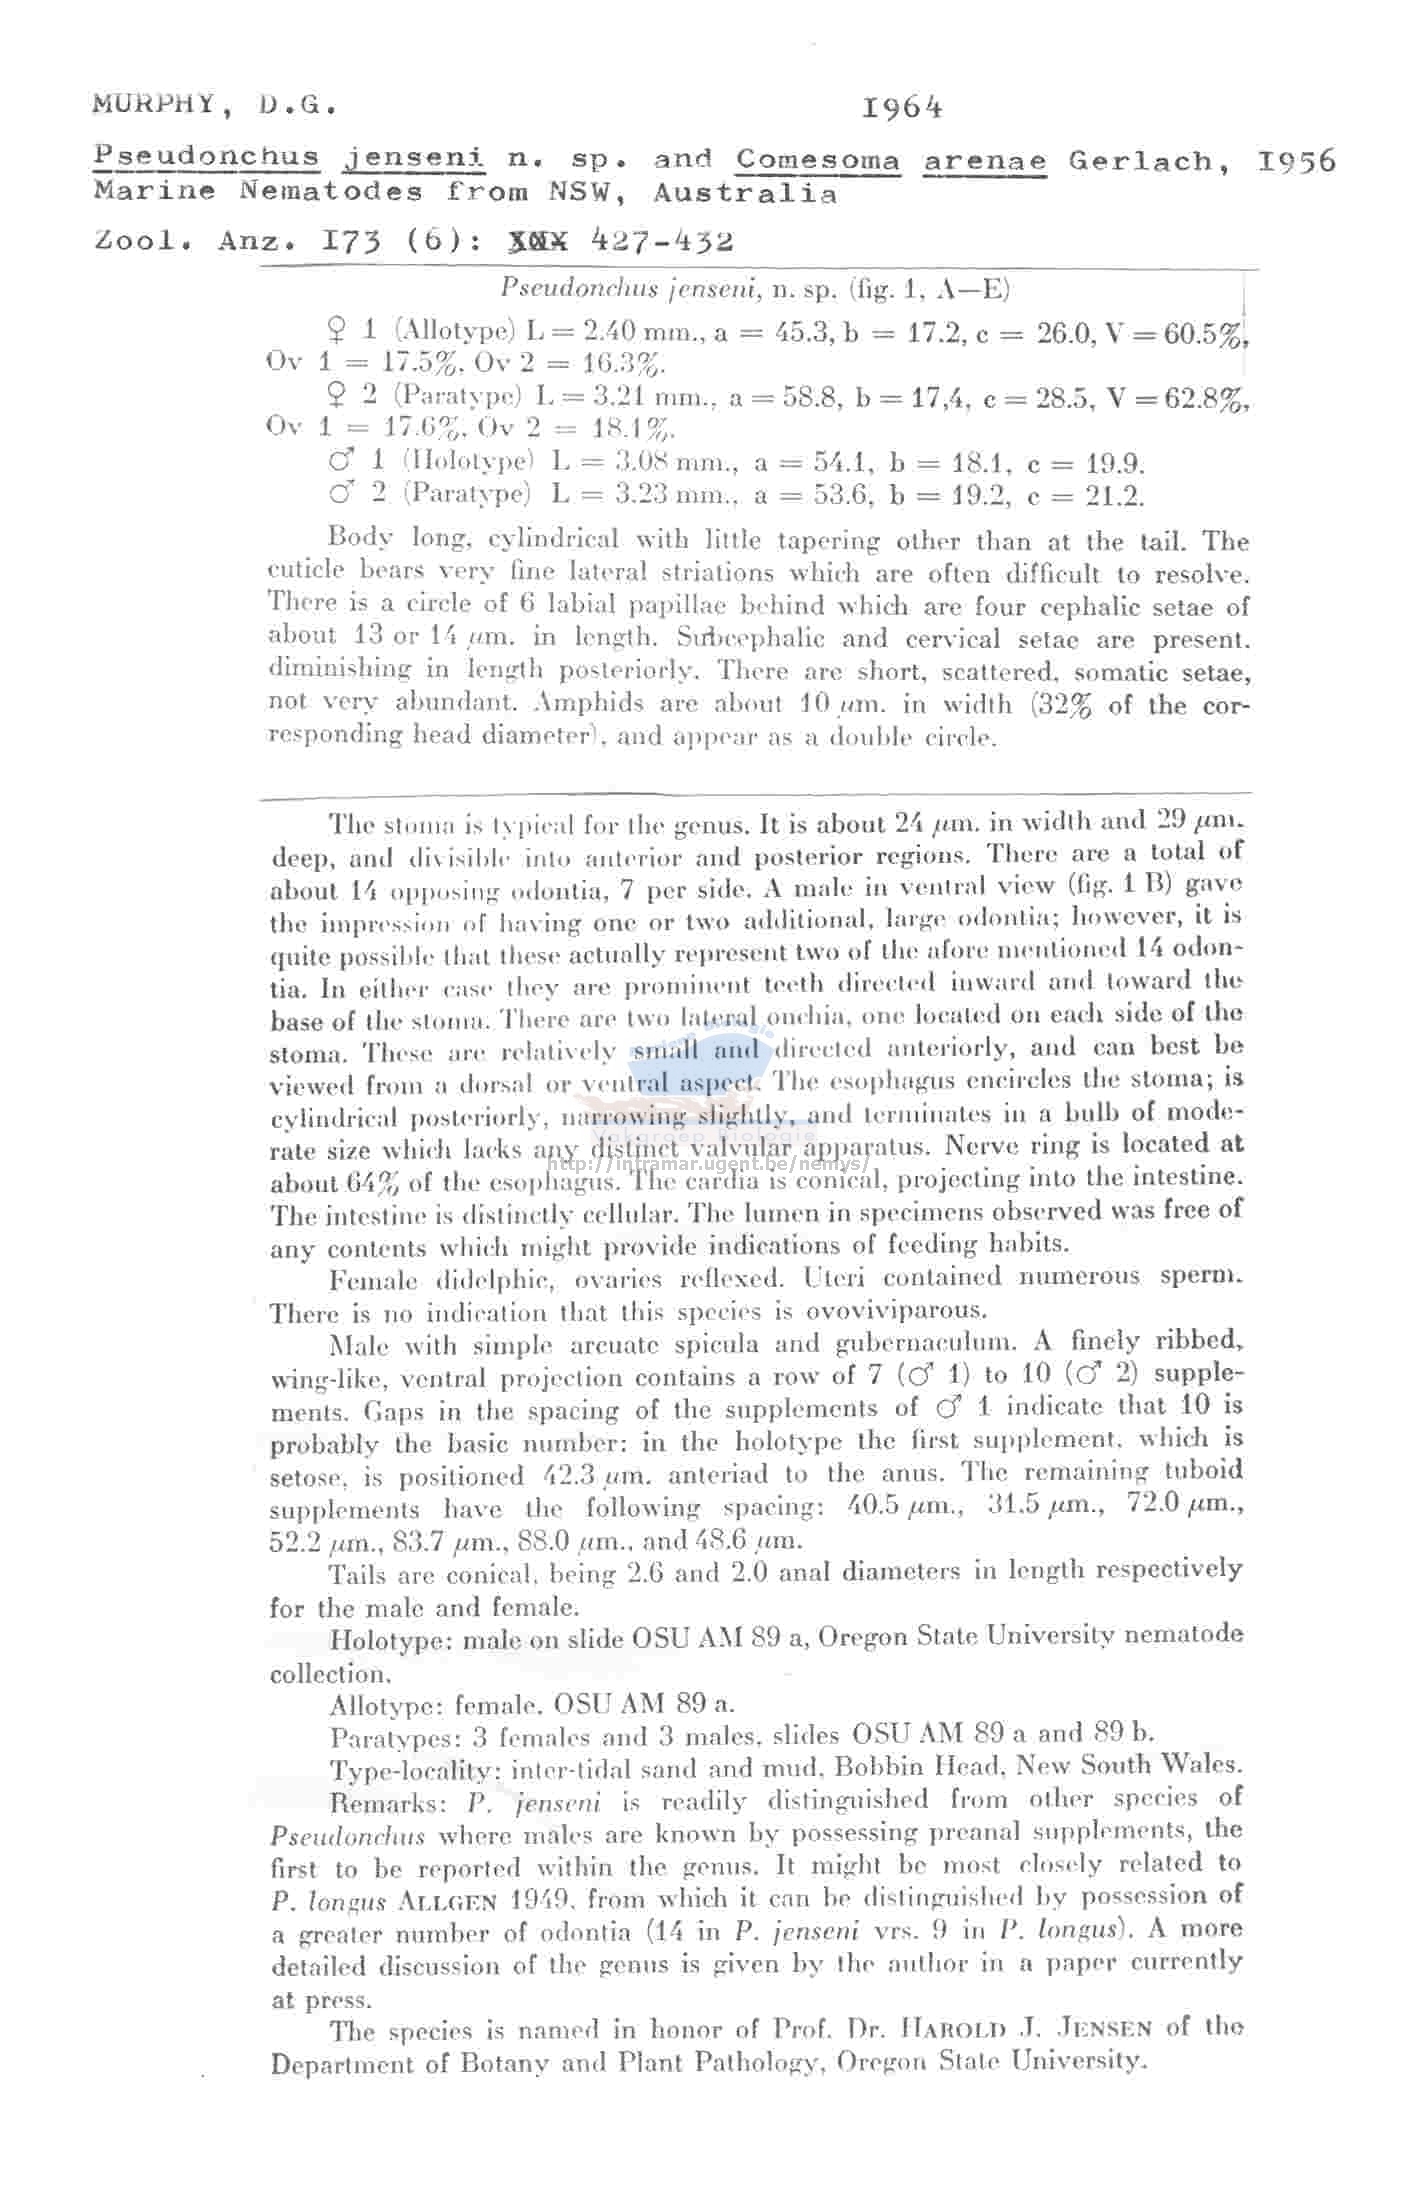 MURPHY, D.G. 1964
Pseudonchus jenseni n. sp. and Comesoma arenae Gerlach, 1956
Marine Nematodes from NSW, Australia
Zool. Anz. 173 (6): 427-432
Pseudonchus jenseni, n. sp. (fig. 1, A—E)
♀ 1 (Allotype) L = 2.40 mm., a = 45.3, b = 17.2, c = 26.0, V = 60.5%,
Ov 1 = 17.5%, Ov 2 = 16.3%.
♀ 2 (Paratype) L = 3.21 mm., a = 58.8, b = 17,4, c = 28.5, V = 62.8%,
Ov 1 = 17.6%, Ov 2 = 18.1%.
♂ 1 (Holotype) L = 3.08 mm., a = 54.1, b = 18.1, c = 19.9.
♂ 2 (Paratype) L = 3.23 mm., a = 53.6, b = 19.2, c = 21.2.
Body long, cylindrical with little tapering other than at the tail. The
cuticle bears very fine lateral striations which are often difficult to resolve.
There is a circle of 6 labial papillae behind which are four cephalic setae of
about 13 or 14 µm. in length. Subcephalic and cervical setae are present,
diminishing in length posteriorly. There are short, scattered, somatic setae,
not very abundant. Amphids are about 10 µm. in width (32% of the cor-
responding head diameter), and appear as a double circle.
The stoma is typical for the genus. It is about 24 µm. in width and 29 µm.
deep, and divisible into anterior and posterior regions. There are a total of
about 14 opposing odontia, 7 per side. A male in ventral view (fig. 1 B) gave
the impression of having one or two additional, large odontia; however, it is
quite possible that these actually represent two of the afore mentioned 14 odon-
tia. In either case they are prominent teeth directed inward and toward the
base of the stoma. There are two lateral onchia, one located on each side of the
stoma. These are relatively small and directed anteriorly, and can best be
viewed from a dorsal or ventral aspect. The esophagus encircles the stoma; is
cylindrical posteriorly, narrowing slightly, and terminates in a bulb of mode-
Vakgroep Biologie
rate size which lacks any distinct valvular apparatus. Nerve ring is located at
http://intramar.ugent.be/nemys/
about 64% of the esophagus. The cardia is conical, projecting into the intestine.
The intestine is distinctly cellular. The lumen in specimens observed was free of
any contents which might provide indications of feeding habits.
Female didelphic, ovaries reflexed. Uteri contained numerous sperm.
There is no indication that this species is ovoviviparous.
Male with simple arcuate spicula and gubernaculum. A finely ribbed,
wing-like, ventral projection contains a row of 7 (♂ 1) to 10 (♂ 2) supple-
ments. Gaps in the spacing of the supplements of ♂ 1 indicate that 10 is
probably the basic number: in the holotype the first supplement, which is
setose, is positioned 42.3 µm. anteriad to the anus. The remaining tuboid
supplements have the following spacing: 40.5 µm., 31.5 µm., 72.0 µm.,
52.2 µm., 83.7 µm., 88.0 µm., and 48.6 µm.
Tails are conical, being 2.6 and 2.0 anal diameters in length respectively
for the male and female.
Holotype: male on slide OSU AM 89 a, Oregon State University nematode
collection.
Allotype: female, OSU AM 89 a.
Paratypes: 3 females and 3 males, slides OSU AM 89 a and 89 b.
Type-locality: inter-tidal sand and mud, Bobbin Head, New South Wales.
Remarks: P. jenseni is readily distinguished from other species of
Pseudonchus where males are known by possessing preanal supplements, the
first to be reported within the genus. It might be most closely related to
P. longus ALLGEN 1949, from which it can be distinguished by possession of
a greater number of odontia (14 in P. jenseni vrs. 9 in P. longus). A more
detailed discussion of the genus is given by the author in a paper currently
at press.
The species is named in honor of Prof. Dr. HAROLD J. JENSEN of the
Department of Botany and Plant Pathology, Oregon State University.